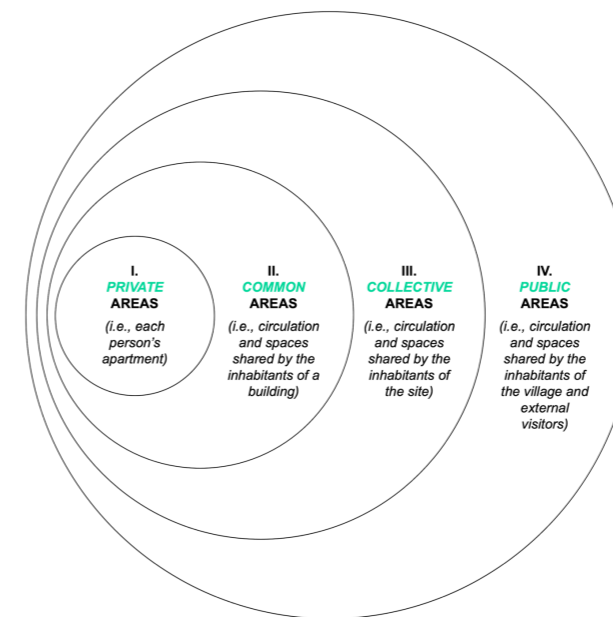 I.
PRIVATE
AREAS
(i.e., each
person's
apartment)
II.
COMMON
AREAS
(i.e., circulation
and spaces
shared by the
inhabitants of a
building)
III.
COLLECTIVE
AREAS
(i.e., circulation
and spaces
shared by the
inhabitants of
the site)
IV.
PUBLIC
AREAS
(i.e., circulation
and spaces
shared by the
inhabitants of
the village and
external
visitors)